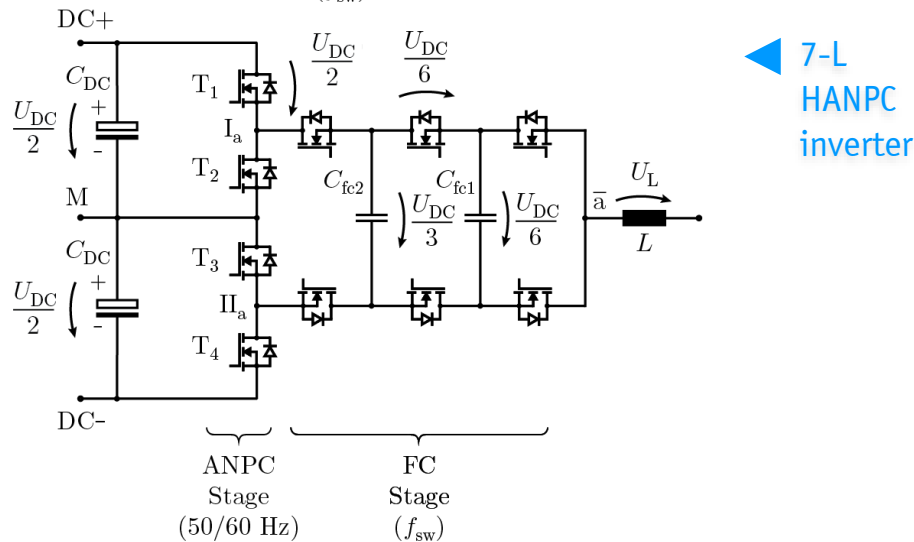 (f_sw)
DC+
U_DC/2
U_DC/6
7-L
HANPC
inverter
C_DC
+
U_DC/2
-
T_1
I_a
T_2
C_fc2
C_fc1
U_L
M
a̅
U_DC/3
U_DC/6
L
C_DC
+
U_DC/2
-
T_3
II_a
T_4
DC-
ANPC
Stage
(50/60 Hz)
FC
Stage
(f_sw)